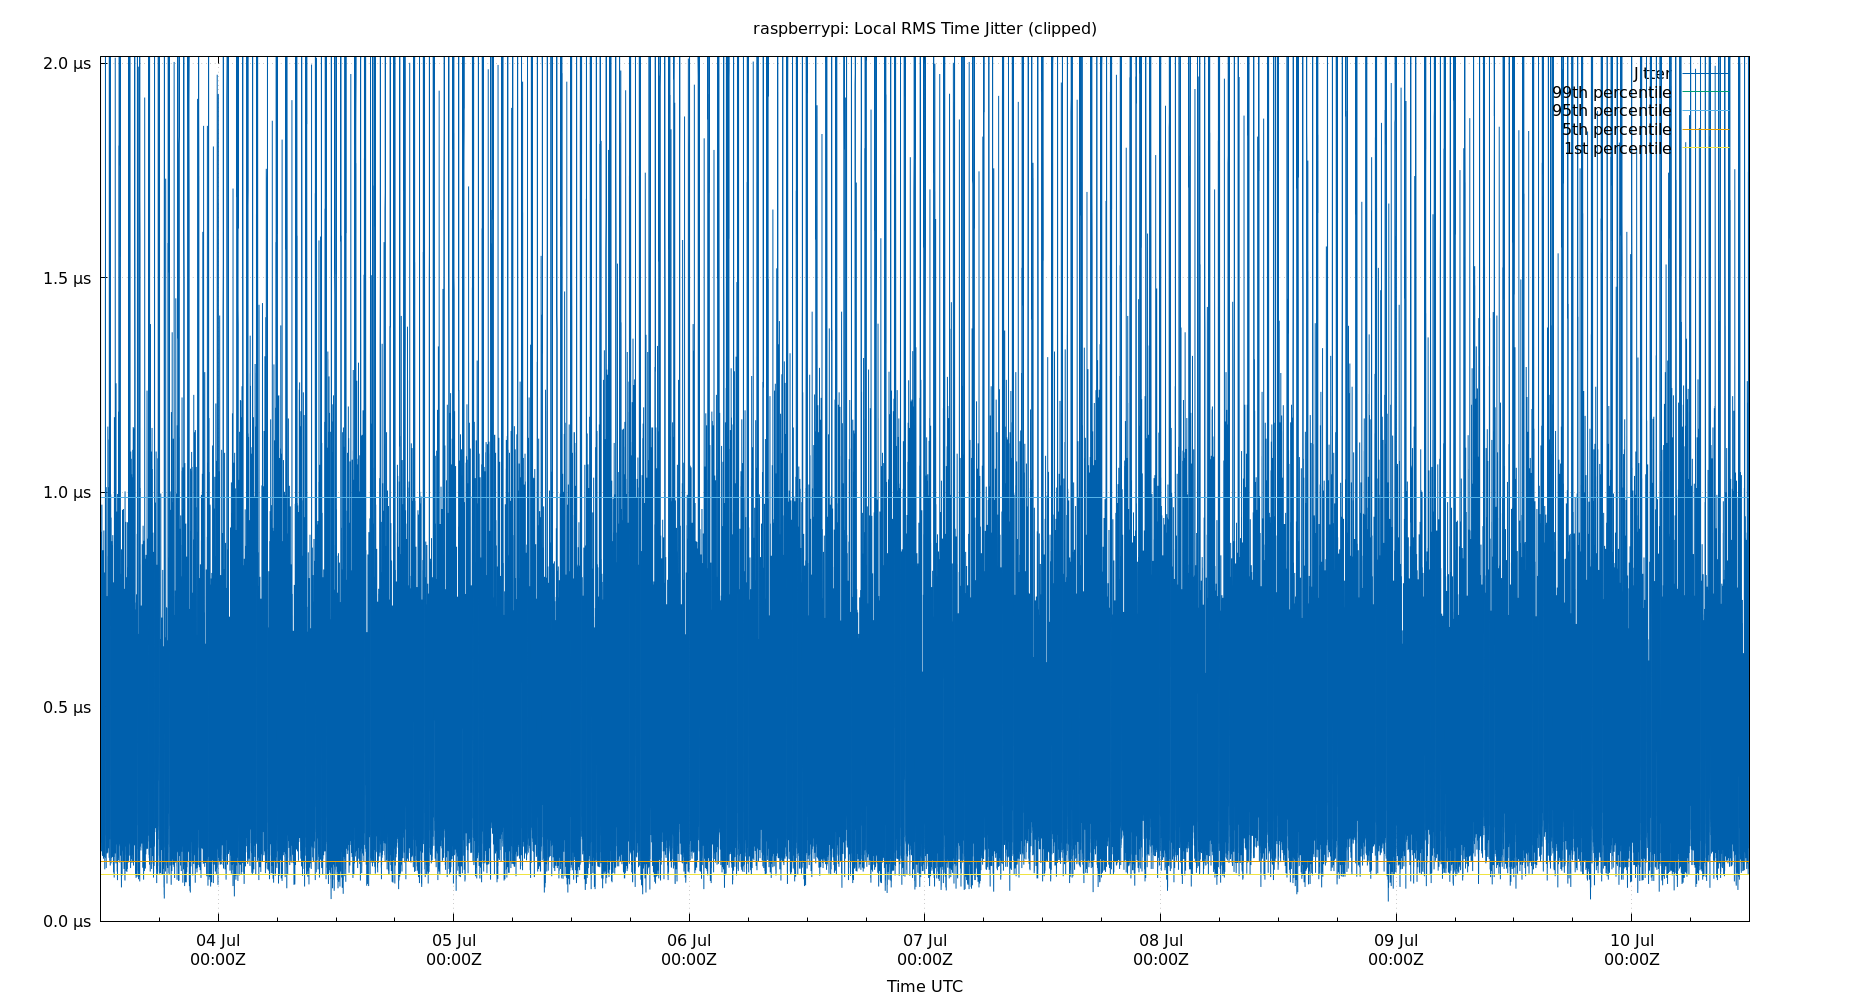 raspberrypi: Local RMS Time Jitter (clipped)
2.0 μs
1.5 μs
1.0 μs
0.5 μs
0.0 μs
Jitter
99th percentile
95th percentile
5th percentile
1st percentile
04 Jul 05 Jul 06 Jul 07 Jul 08 Jul 09 Jul 10 Jul
00:00Z 00:00Z 00:00Z 00:00Z 00:00Z 00:00Z 00:00Z
Time UTC